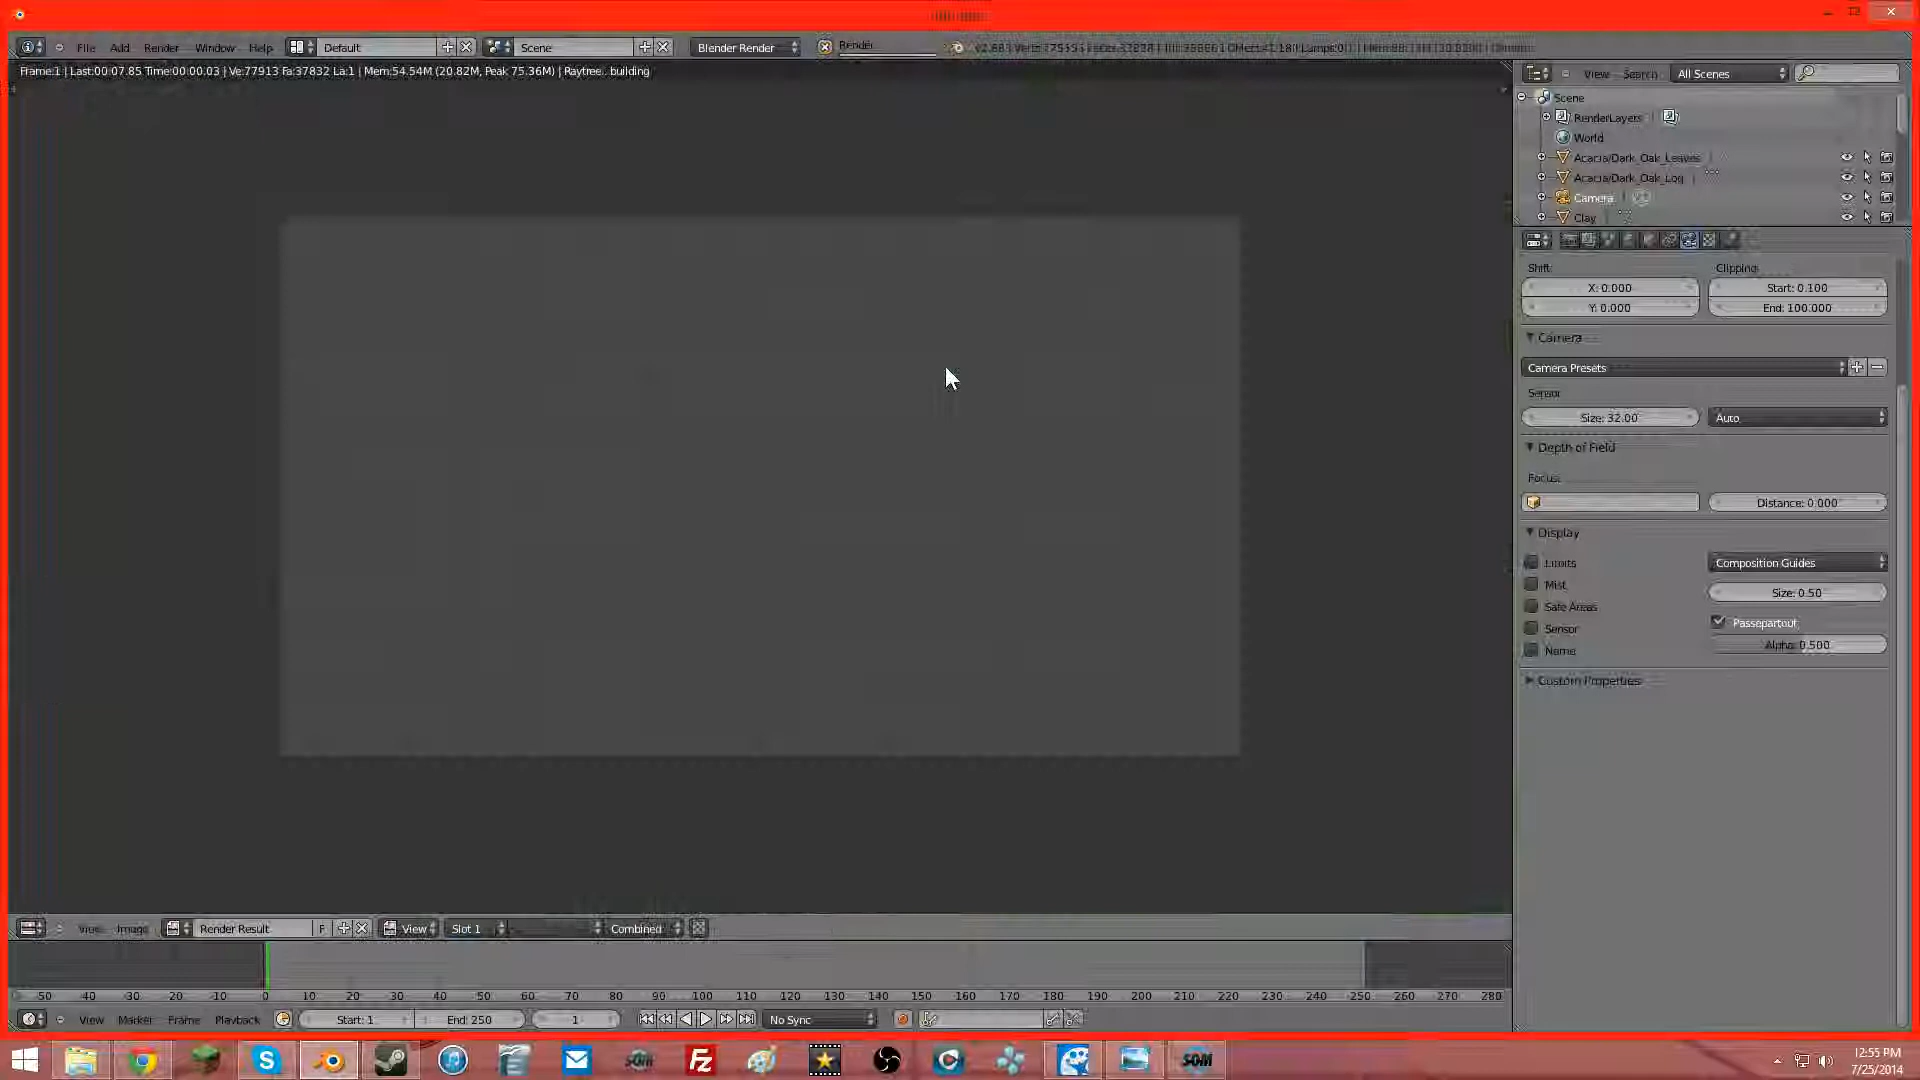 File Add Render Window Help Default Scene Blender Render Render
Frame:1 | Last:00:07.85 Time:00:00.03 | Ve:77913 Fa:37832 La:1 | Mem:54.54M (20.82M, Peak 75.36M) | Raytree.. building
View Search All Scenes
Scene
RenderLayers
World
Acacia/Dark_Oak_Leaves
Acacia/Dark_Oak_Log
Camera
Clay
Shift: Clipping:
X: 0.000 Start: 0.100
Y: 0.000 End: 100.000
Camera
Camera Presets
Sensor
Size: 32.00 Auto
Depth of Field
Focus:
Distance: 0.000
Display
Limits Composition Guides
Mist Size: 0.50
Safe Areas
Sensor Passepartout
Name Alpha: 0.500
Custom Properties
View Image Render Result F View Slot 1 Combined
-50 -40 -30 -20 -10 0 10 20 30 40 50 60 70 80 90 100 110 120 130 140 150 160 170 180 190 200 210 220 230 240 250 260 270 280
View Marker Frame Playback Start: 1 End: 250 1 No Sync
12:55 PM
7/25/2014